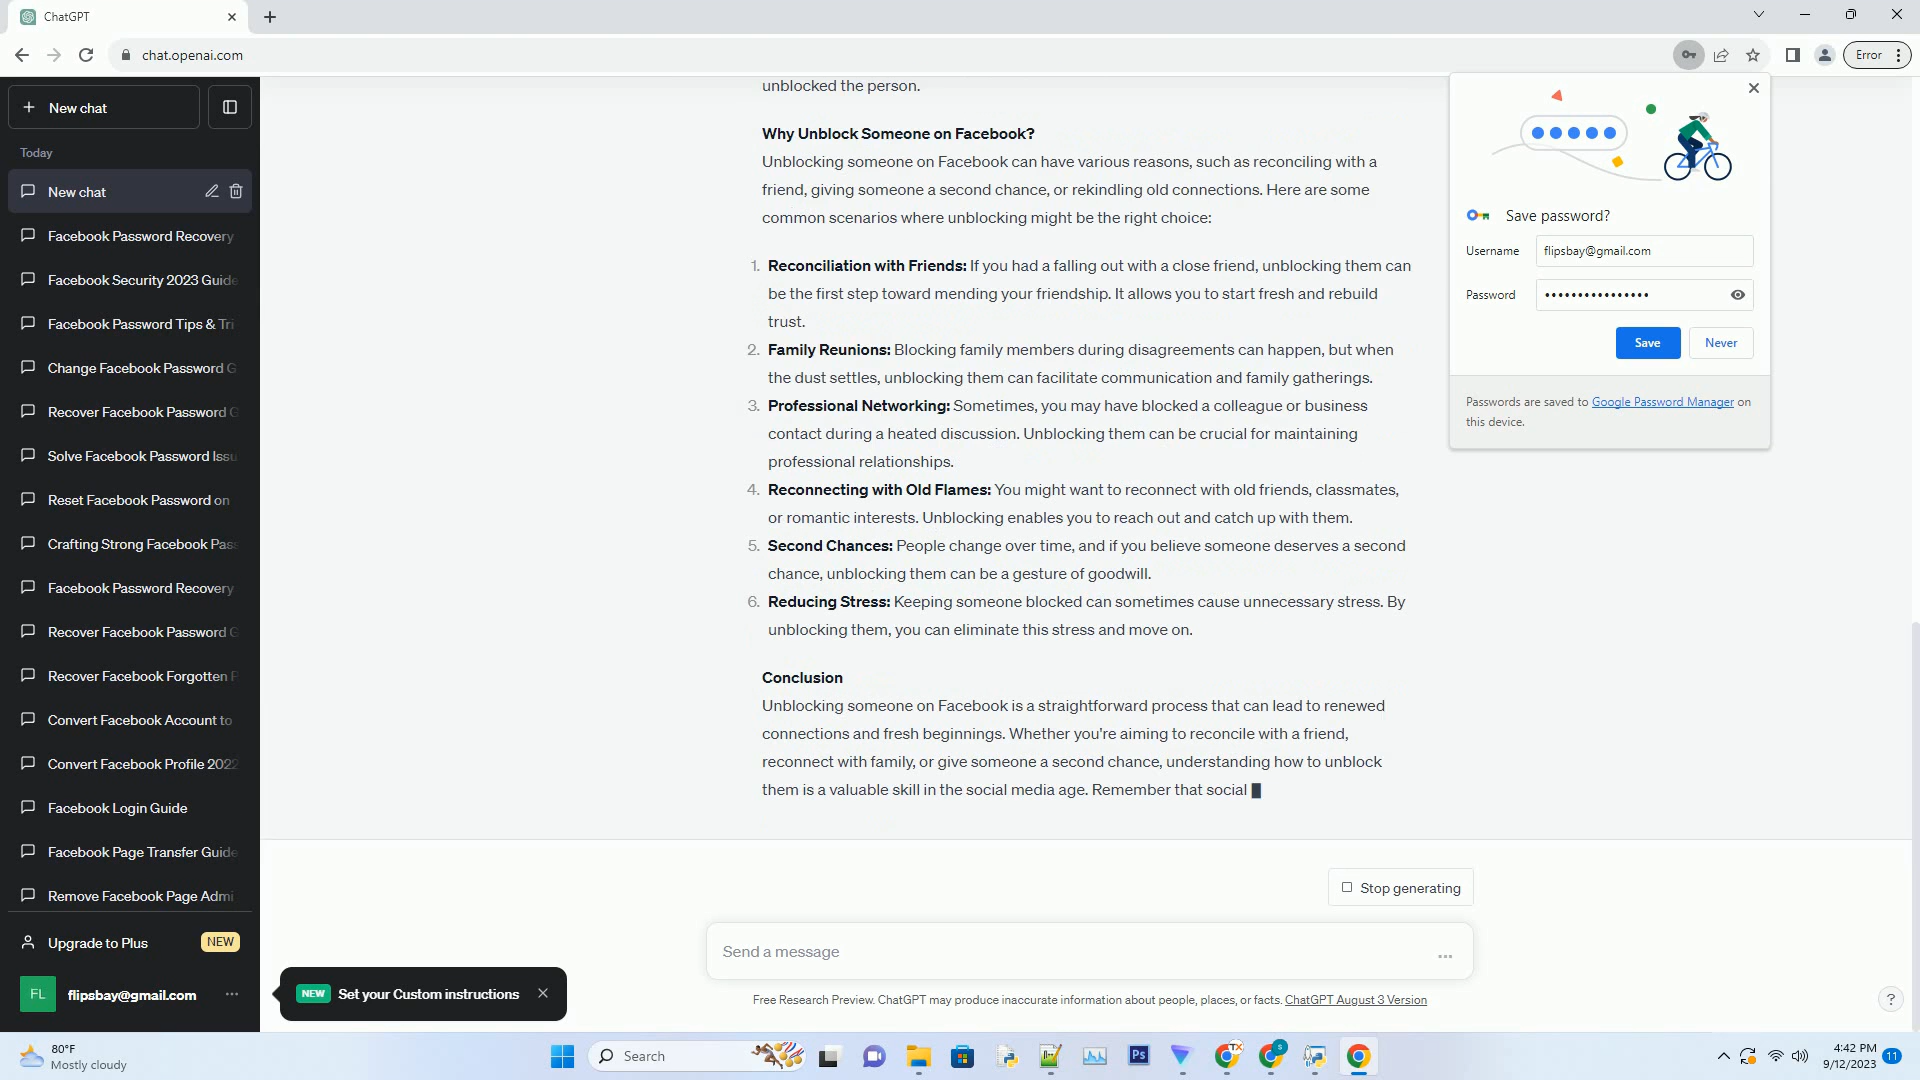 ChatGPT
chat.openai.com
Error
New chat
Today
New chat
Facebook Password Recovery
Facebook Security 2023 Guide
Facebook Password Tips & Tri
Change Facebook Password G
Recover Facebook Password G
Solve Facebook Password Issu
Reset Facebook Password on
Crafting Strong Facebook Pass
Facebook Password Recovery
Recover Facebook Password G
Recover Facebook Forgotten P
Convert Facebook Account to
Convert Facebook Profile 2022
Facebook Login Guide
Facebook Page Transfer Guide
Remove Facebook Page Admi
Upgrade to Plus NEW
FL flipsbay@gmail.com
unblocked the person.
Why Unblock Someone on Facebook?
Unblocking someone on Facebook can have various reasons, such as reconciling with a
friend, giving someone a second chance, or rekindling old connections. Here are some
common scenarios where unblocking might be the right choice:
1. Reconciliation with Friends: If you had a falling out with a close friend, unblocking them can
be the first step toward mending your friendship. It allows you to start fresh and rebuild
trust.
2. Family Reunions: Blocking family members during disagreements can happen, but when
the dust settles, unblocking them can facilitate communication and family gatherings.
3. Professional Networking: Sometimes, you may have blocked a colleague or business
contact during a heated discussion. Unblocking them can be crucial for maintaining
professional relationships.
4. Reconnecting with Old Flames: You might want to reconnect with old friends, classmates,
or romantic interests. Unblocking enables you to reach out and catch up with them.
5. Second Chances: People change over time, and if you believe someone deserves a second
chance, unblocking them can be a gesture of goodwill.
6. Reducing Stress: Keeping someone blocked can sometimes cause unnecessary stress. By
unblocking them, you can eliminate this stress and move on.
Conclusion
Unblocking someone on Facebook is a straightforward process that can lead to renewed
connections and fresh beginnings. Whether you're aiming to reconcile with a friend,
reconnect with family, or give someone a second chance, understanding how to unblock
them is a valuable skill in the social media age. Remember that social
Stop generating
Send a message
NEW Set your Custom instructions
Free Research Preview. ChatGPT may produce inaccurate information about people, places, or facts. ChatGPT August 3 Version
?
Save password?
Username flipsbay@gmail.com
Password ••••••••••••••••
Save Never
Passwords are saved to Google Password Manager on
this device.
80°F
Mostly cloudy
Search
Ps
TX
S
4:42 PM
9/12/2023
11